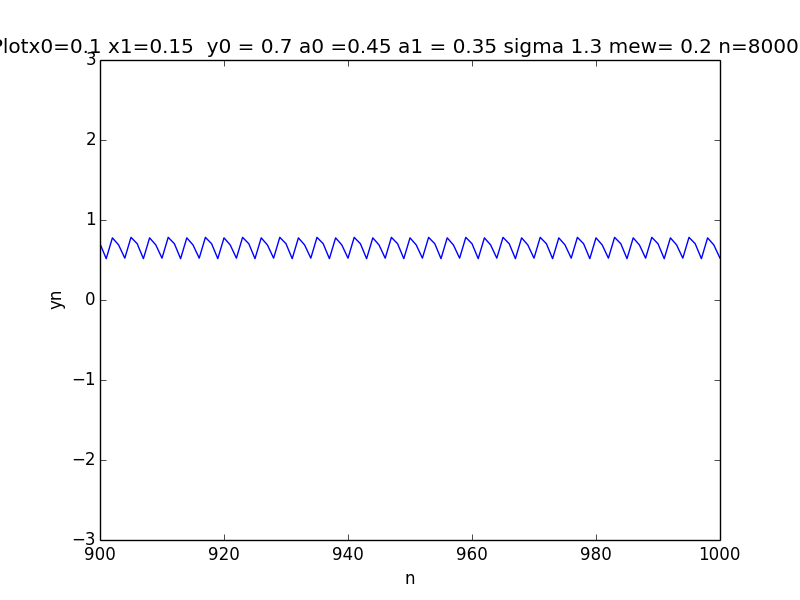 Plotx0=0.1 x1=0.15  y0 = 0.7 a0 =0.45 a1 = 0.35 sigma 1.3 mew= 0.2 n=8000
3
2
1
0
−1
−2
−3
yn
900 920 940 960 980 1000
n